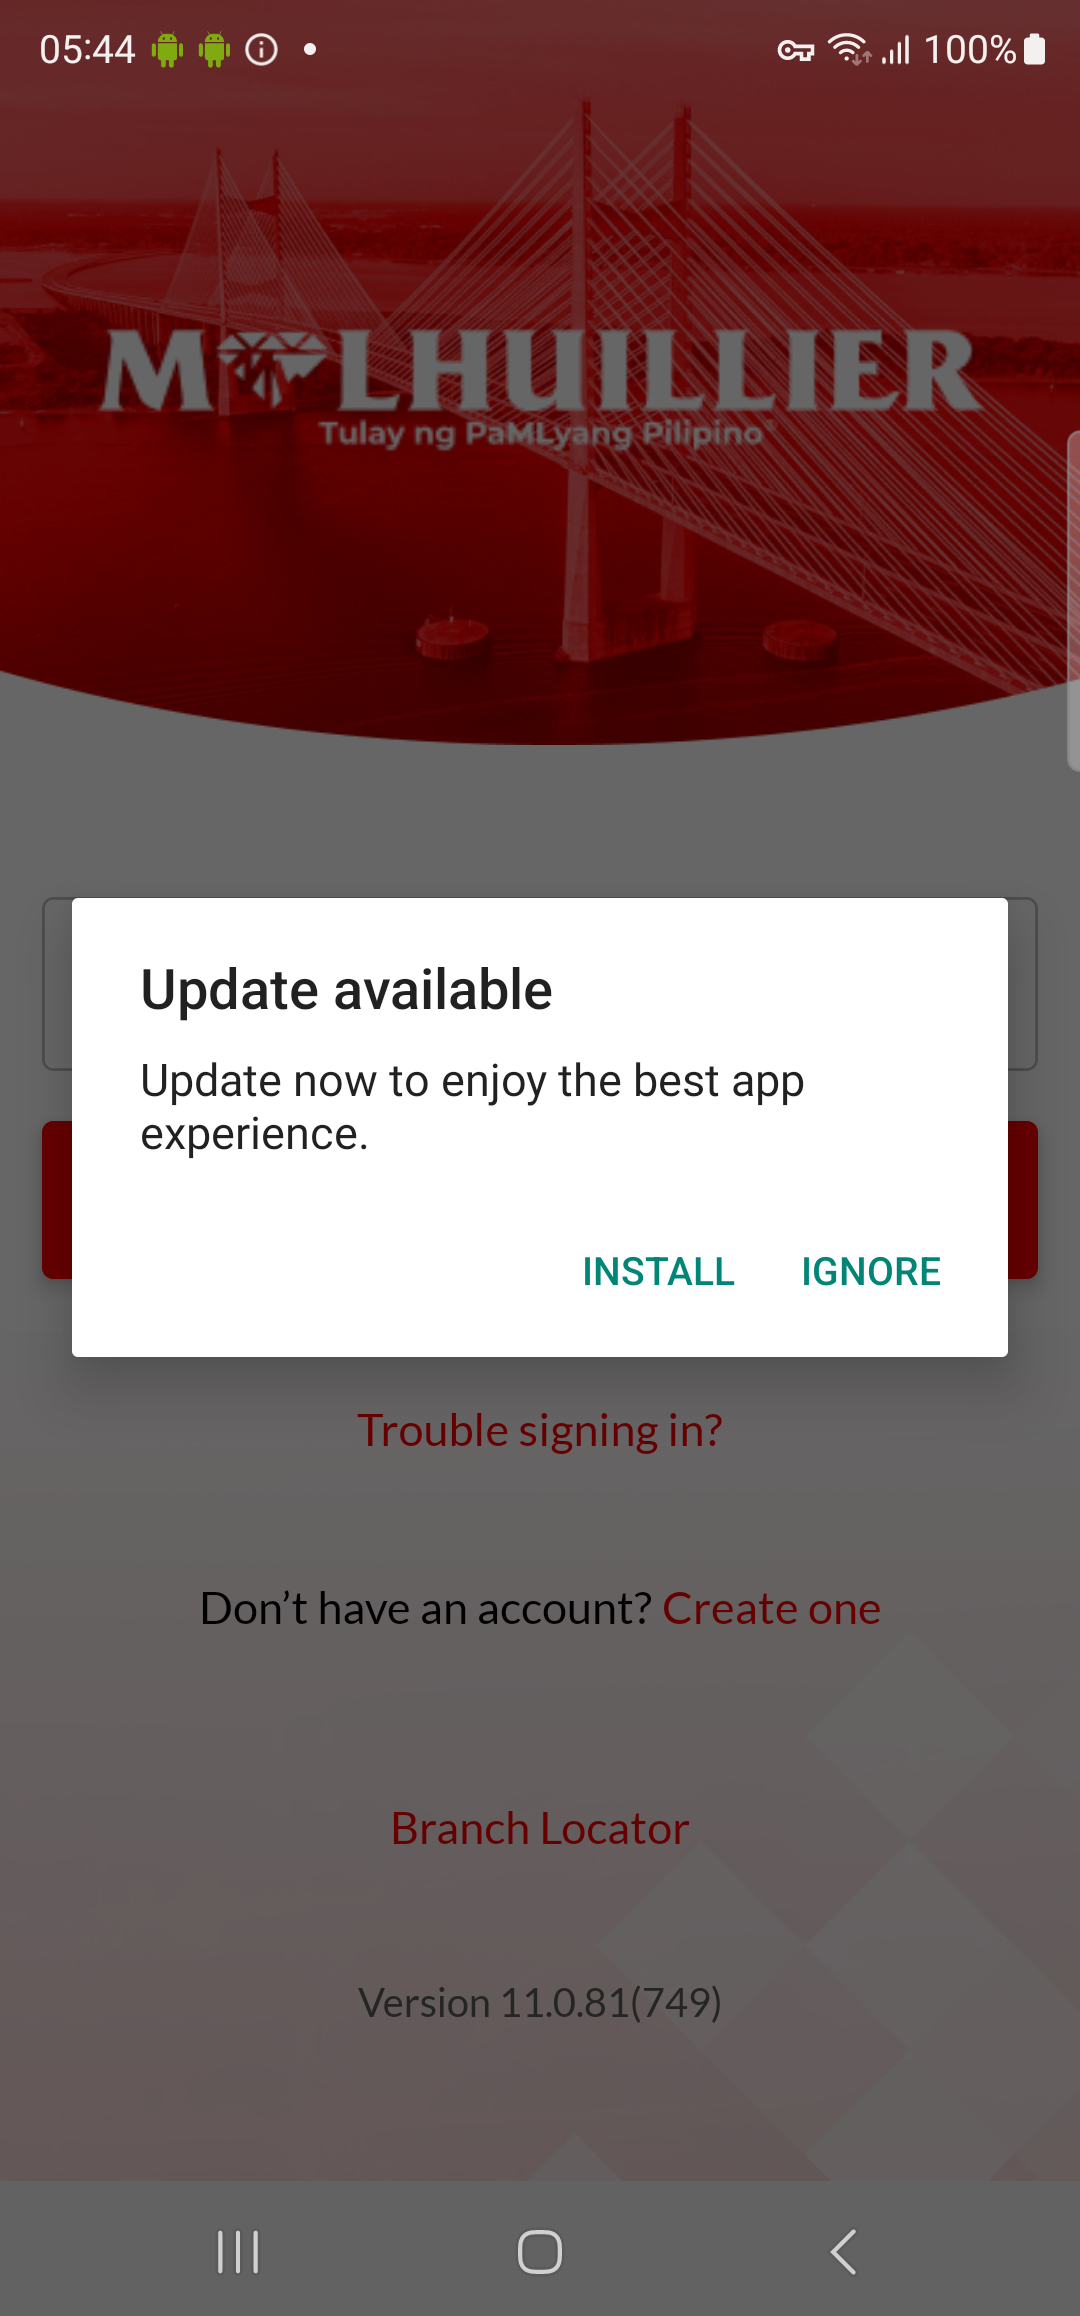 05:44
100%
M LHUILLIER
Tulay ng PaMLyang Pilipino
Update available
Update now to enjoy the best app
experience.
INSTALL IGNORE
Trouble signing in?
Don’t have an account? Create one
Branch Locator
Version 11.0.81(749)